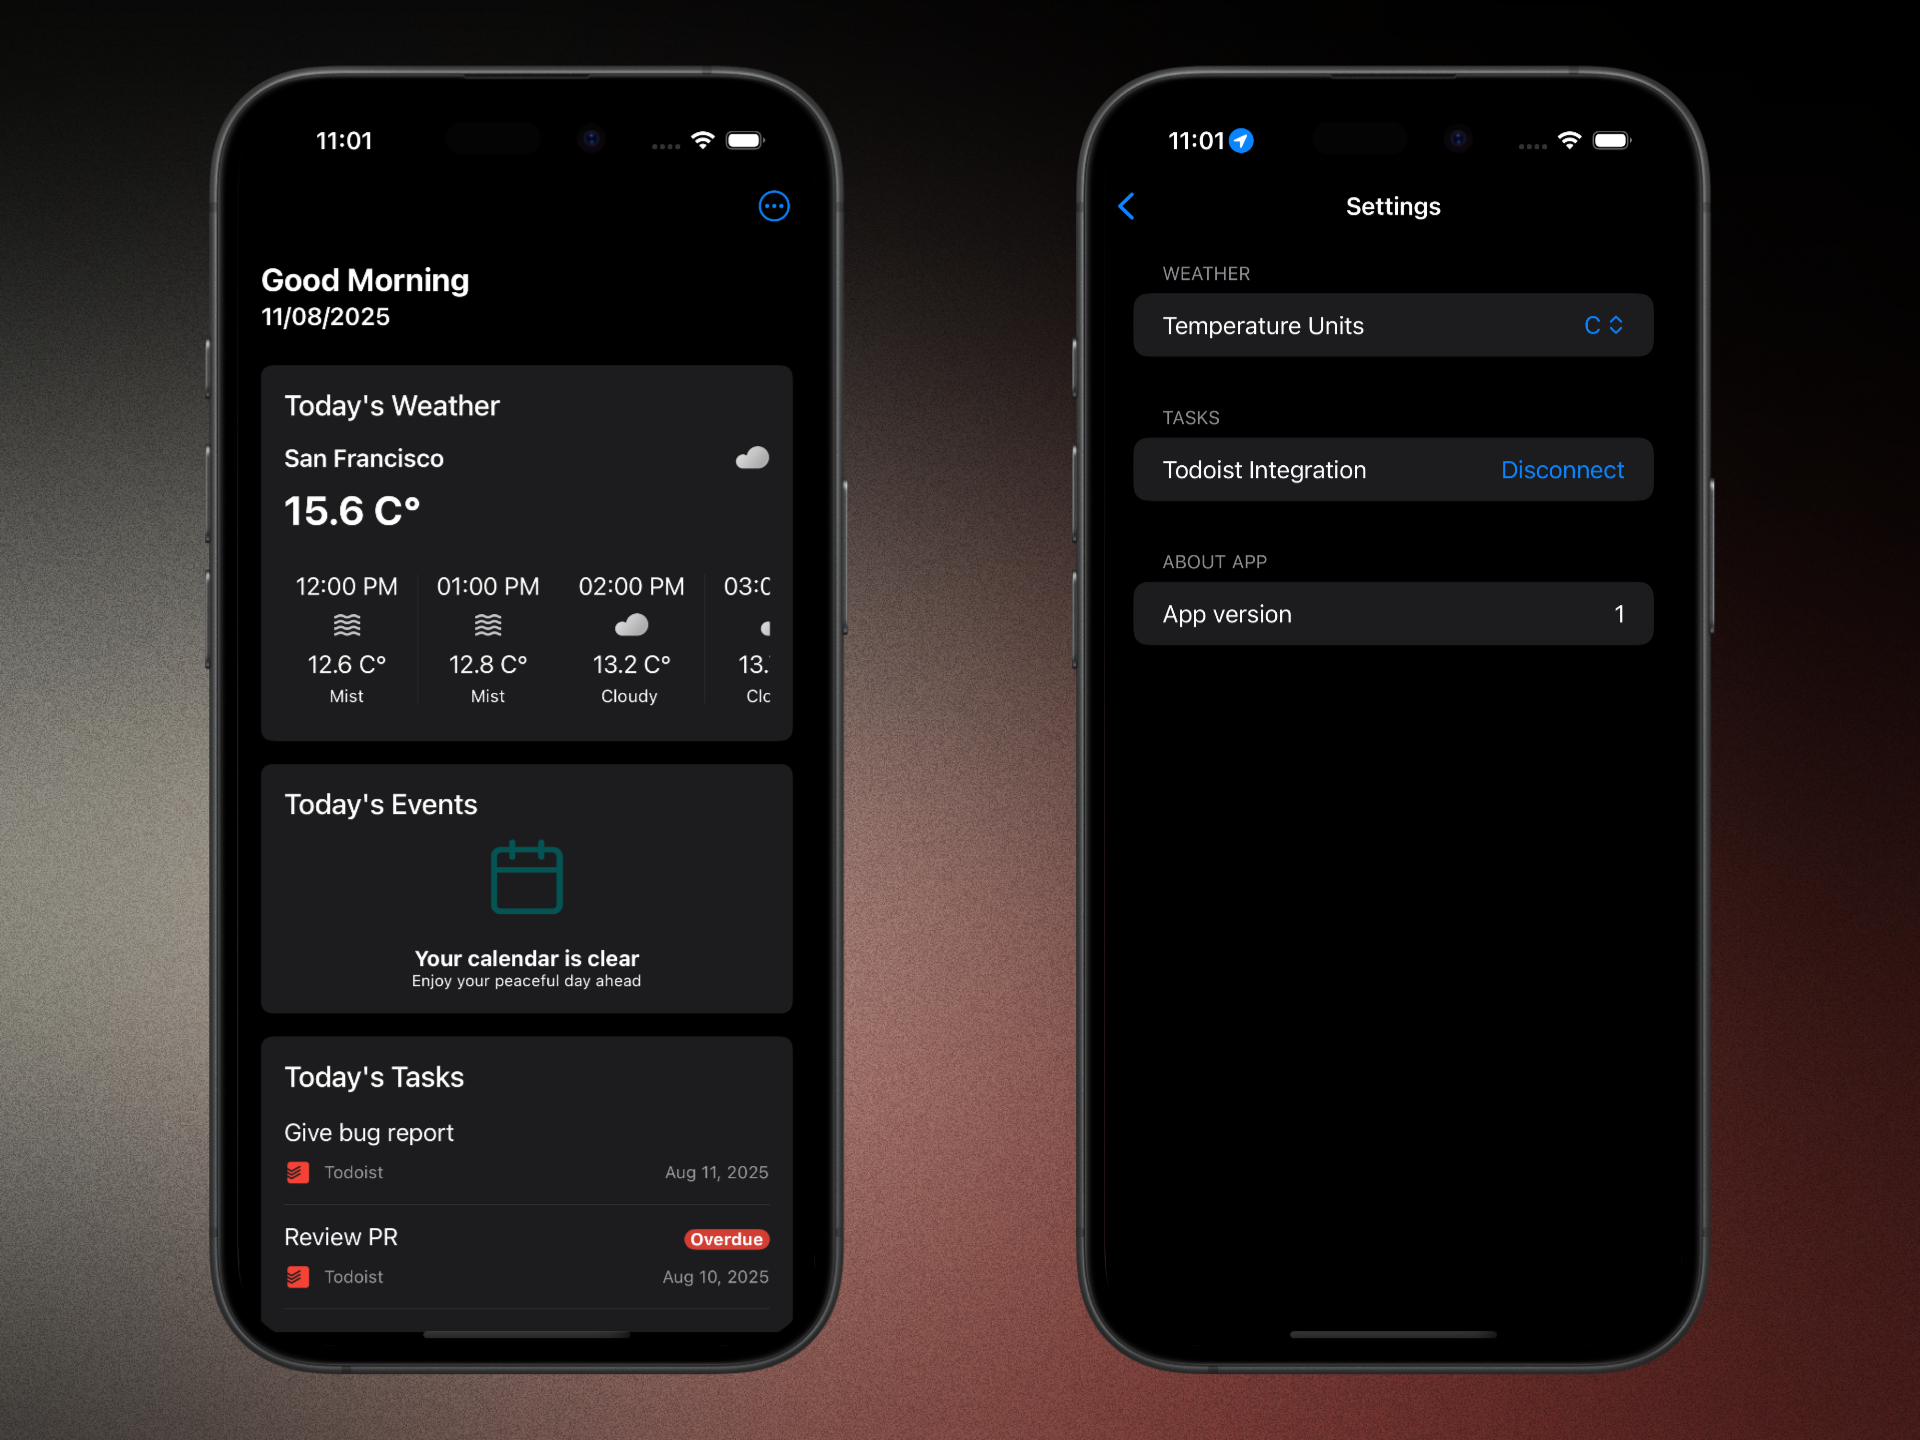 11:01
Good Morning
11/08/2025
Today's Weather
San Francisco
15.6 C°
12:00 PM 01:00 PM 02:00 PM 03:0
12.6 C° 12.8 C° 13.2 C° 13.
Mist Mist Cloudy Clo
Today's Events
Your calendar is clear
Enjoy your peaceful day ahead
Today's Tasks
Give bug report
Todoist Aug 11, 2025
Review PR Overdue
Todoist Aug 10, 2025
11:01
Settings
WEATHER
Temperature Units C
TASKS
Todoist Integration Disconnect
ABOUT APP
App version 1